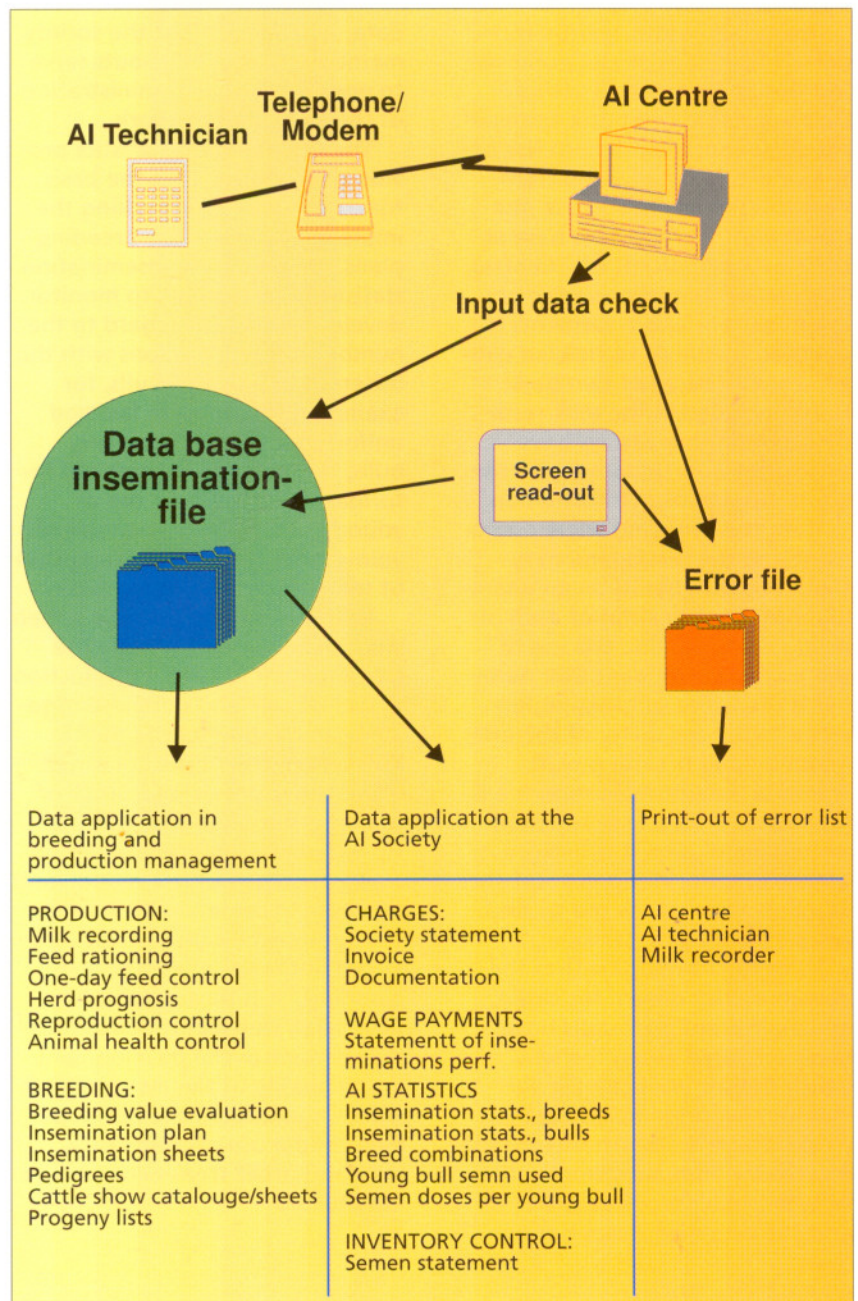 AI Technician
Telephone/
Modem
AI Centre
Input data check
Data base
insemination-
file
Screen
read-out
Error file
Data application in
breeding and
production management
PRODUCTION:
Milk recording
Feed rationing
One-day feed control
Herd prognosis
Reproduction control
Animal health control
BREEDING:
Breeding value evaluation
Insemination plan
Insemination sheets
Pedigrees
Cattle show catalouge/sheets
Progeny lists
Data application at the
AI Society
CHARGES:
Society statement
Invoice
Documentation
WAGE PAYMENTS
Statementt of inse-
minations perf.
AI STATISTICS
Insemination stats., breeds
Insemination stats., bulls
Breed combinations
Young bull semn used
Semen doses per young bull
INVENTORY CONTROL:
Semen statement
Print-out of error list
AI centre
AI technician
Milk recorder